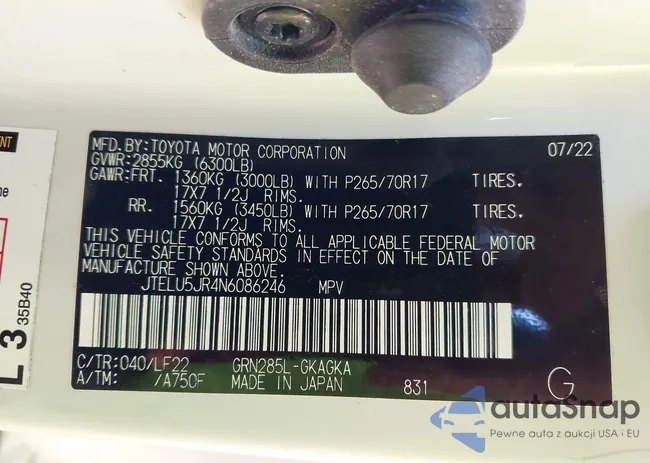 MFD.BY:TOYOTA MOTOR CORPORATION 07/22
GVWR:2855KG (6300LB)
GAWR:FRT. 1360KG (3000LB) WITH P265/70R17 TIRES.
17X7 1/2J RIMS.
RR. 1560KG (3450LB) WITH P265/70R17 TIRES.
17X7 1/2J RIMS.
THIS VEHICLE CONFORMS TO ALL APPLICABLE FEDERAL MOTOR
VEHICLE SAFETY STANDARDS IN EFFECT ON THE DATE OF
MANUFACTURE SHOWN ABOVE.
JTELU5JR4N6086246 MPV
C/TR:040/LF22 GRN285L-GKAGKA
A/TM: /A750F MADE IN JAPAN 831 G
L 3 35B40
autaSnap
Pewne auta z aukcji USA i EU